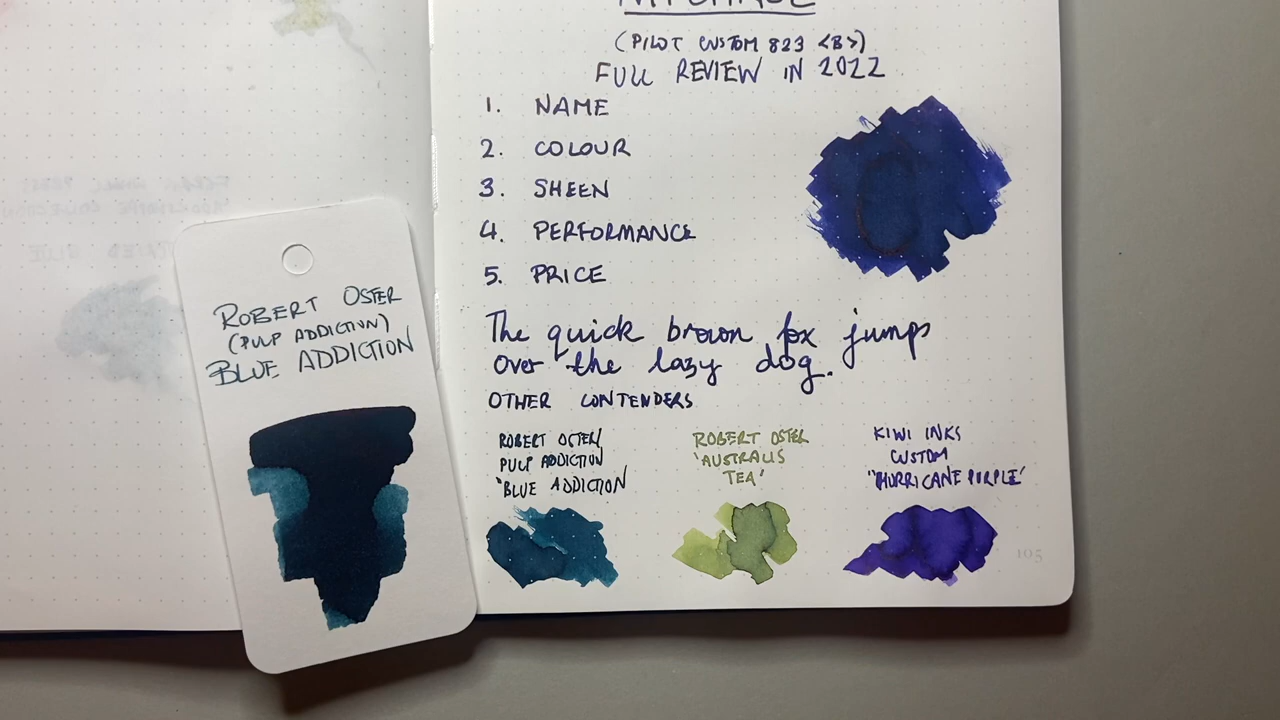 (PILOT CUSTOM 823 <B>)
FULL REVIEW IN 2022
1. NAME
2. COLOUR
3. SHEEN
4. PERFORMANCE
5. PRICE
The quick brown fox jumps
over the lazy dog.
OTHER CONTENDERS
ROBERT OSTER
PULP ADDICTION
'BLUE ADDICTION
ROBERT OSTER
'AUSTRALIS
TEA'
KIWI INKS
CUSTOM
"HURRICANE PURPLE'
105
ROBERT OSTER
(PULP ADDICTION)
BLUE ADDICTION